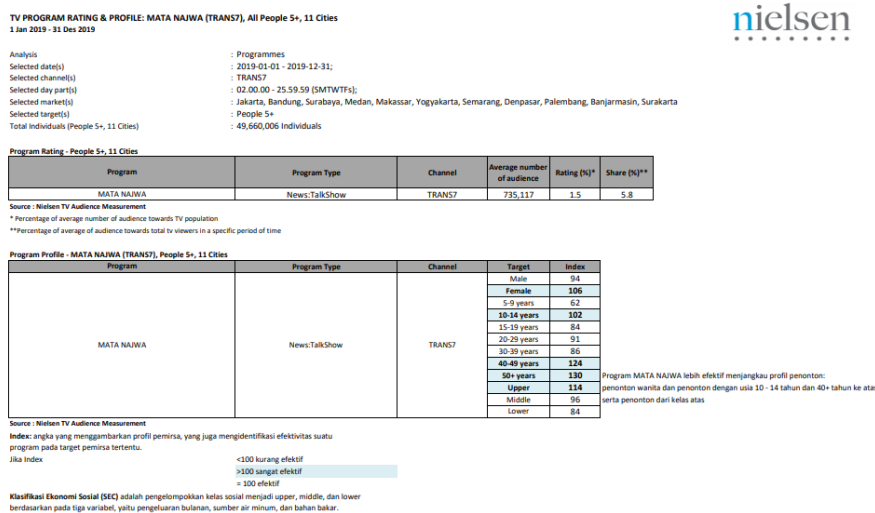 TV PROGRAM RATING & PROFILE: MATA NAJWA (TRANS7), All People 5+, 11 Cities
1 Jan 2019 - 31 Des 2019
nielsen
Analysis : Programmes
Selected date(s) : 2019-01-01 - 2019-12-31;
Selected channel(s) : TRANS7
Selected day part(s) : 02.00.00 - 25.59.59 (SMTWTFs);
Selected market(s) : Jakarta, Bandung, Surabaya, Medan, Makassar, Yogyakarta, Semarang, Denpasar, Palembang, Banjarmasin, Surakarta
Selected target(s) : People 5+
Total Individuals (People 5+, 11 Cities) : 49,660,006 Individuals
Program Rating - People 5+, 11 Cities
Program Program Type Channel Average number of audience Rating (%)* Share (%)**
MATA NAJWA News:TalkShow TRANS7 735,117 1.5 5.8
Source : Nielsen TV Audience Measurement
* Percentage of average number of audience towards TV population
**Percentage of average of audience towards total tv viewers in a specific period of time
Program Profile - MATA NAJWA (TRANS7), People 5+, 11 Cities
Program Program Type Channel Target Index
Male 94
Female 106
5-9 years 62
10-14 years 102
15-19 years 84
20-29 years 91
MATA NAJWA News:TalkShow TRANS7
30-39 years 86
40-49 years 124
50+ years 130 Program MATA NAJWA lebih efektif menjangkau profil penonton:
Upper 114 penonton wanita dan penonton dengan usia 10 - 14 tahun dan 40+ tahun ke atas
Middle 96 serta penonton dari kelas atas
Lower 84
Source : Nielsen TV Audience Measurement
Index: angka yang menggambarkan profil pemirsa, yang juga mengidentifikasi efektivitas suatu
program pada target pemirsa tertentu.
Jika Index <100 kurang efektif
>100 sangat efektif
= 100 efektif
Klasifikasi Ekonomi Sosial (SEC) adalah pengelompokkan kelas sosial menjadi upper, middle, dan lower
berdasarkan pada tiga variabel, yaitu pengeluaran bulanan, sumber air minum, dan bahan bakar.